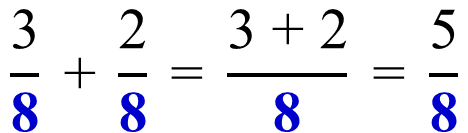 3/8 + 2/8 = (3 + 2)/8 = 5/8